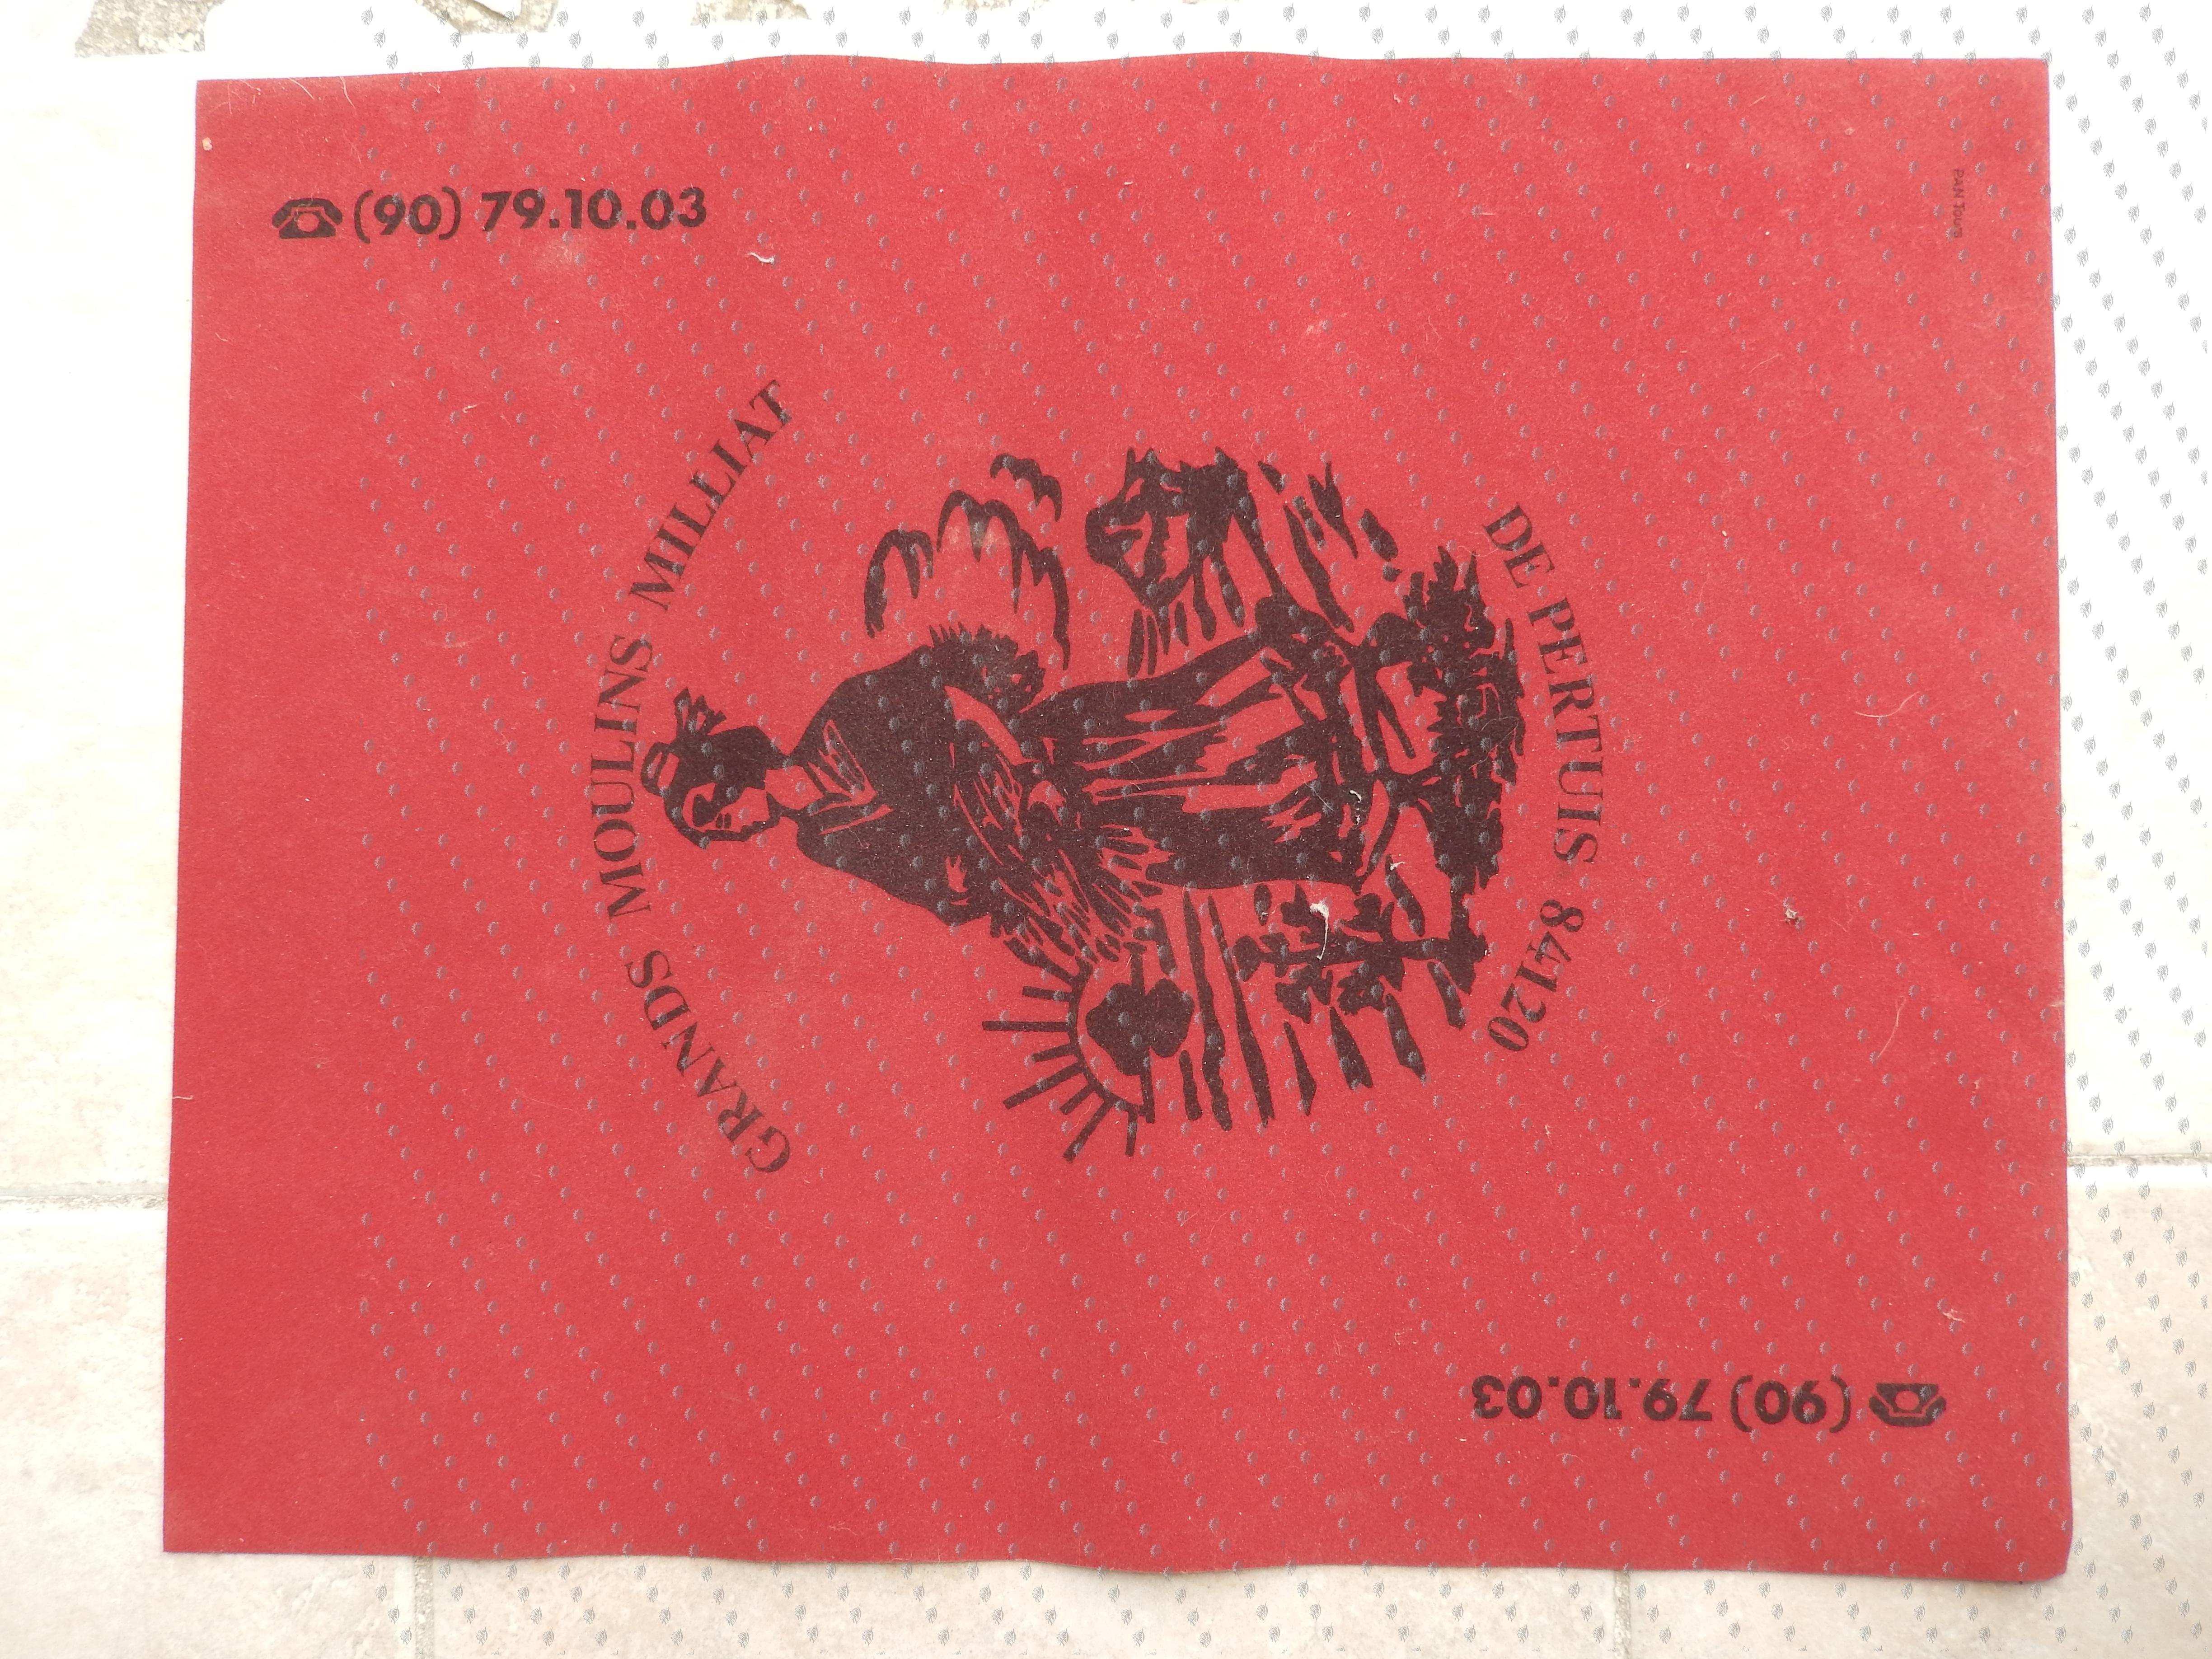 ☎(90) 79.10.03
GRANDS MOULINS MILLIAT
DE PERTUIS 84120
☎(90) 79.10.03